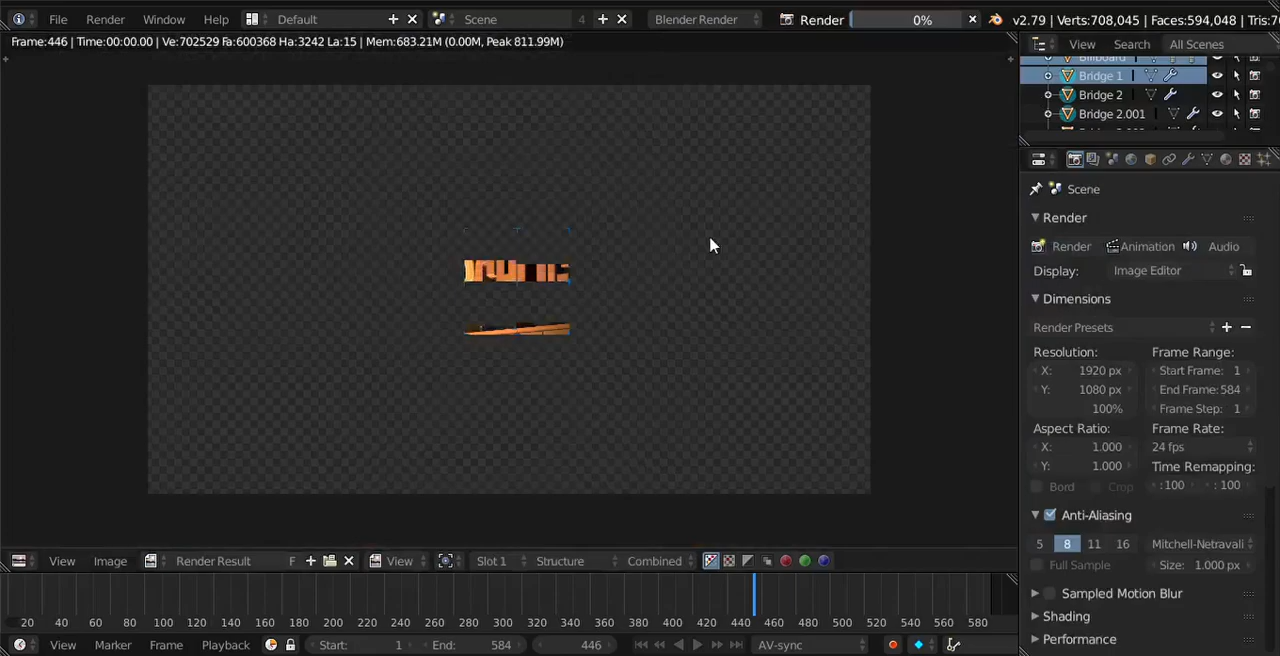 File Render Window Help Default Scene 4 Blender Render Render 0% v2.79 | Verts:708,045 | Faces:594,048 | Tris:70
Frame:446 | Time:00:00.00 | Ve:702529 Fa:600368 Ha:3242 La:15 | Mem:683.21M (0.00M, Peak 811.99M)
View Search All Scenes
Billboard
Bridge 1
Bridge 2
Bridge 2.001
Scene
Render
Render Animation Audio
Display: Image Editor
Dimensions
Render Presets
Resolution: Frame Range:
X: 1920 px Start Frame: 1
Y: 1080 px End Frame: 584
100% Frame Step: 1
Aspect Ratio: Frame Rate:
X: 1.000 24 fps
Y: 1.000 Time Remapping:
Bord Crop :100 :100
Anti-Aliasing
5 8 11 16 Mitchell-Netravali
Full Sample Size: 1.000 px
Sampled Motion Blur
Shading
Performance
View Image Render Result F View Slot 1 Structure Combined
20 40 60 80 100 120 140 160 180 200 220 240 260 280 300 320 340 360 380 400 420 440 460 480 500 520 540 560 580
View Marker Frame Playback Start: 1 End: 584 446 AV-sync